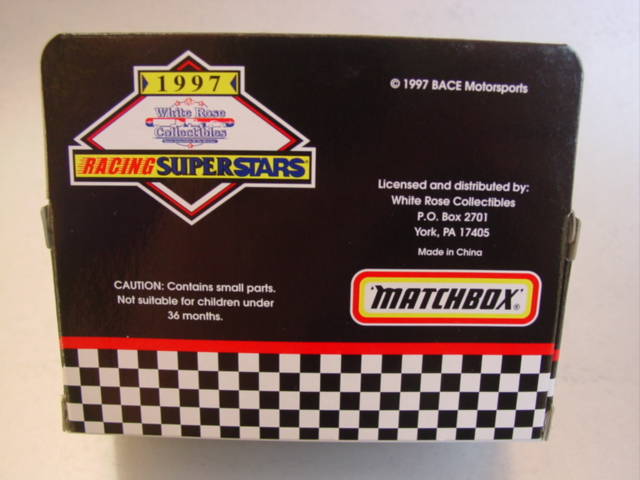 1997
White Rose
Collectibles
RACING SUPERSTARS
© 1997 BACE Motorsports
Licensed and distributed by:
White Rose Collectibles
P.O. Box 2701
York, PA 17405
Made in China
CAUTION: Contains small parts.
Not suitable for children under
36 months.
"MATCHBOX"®